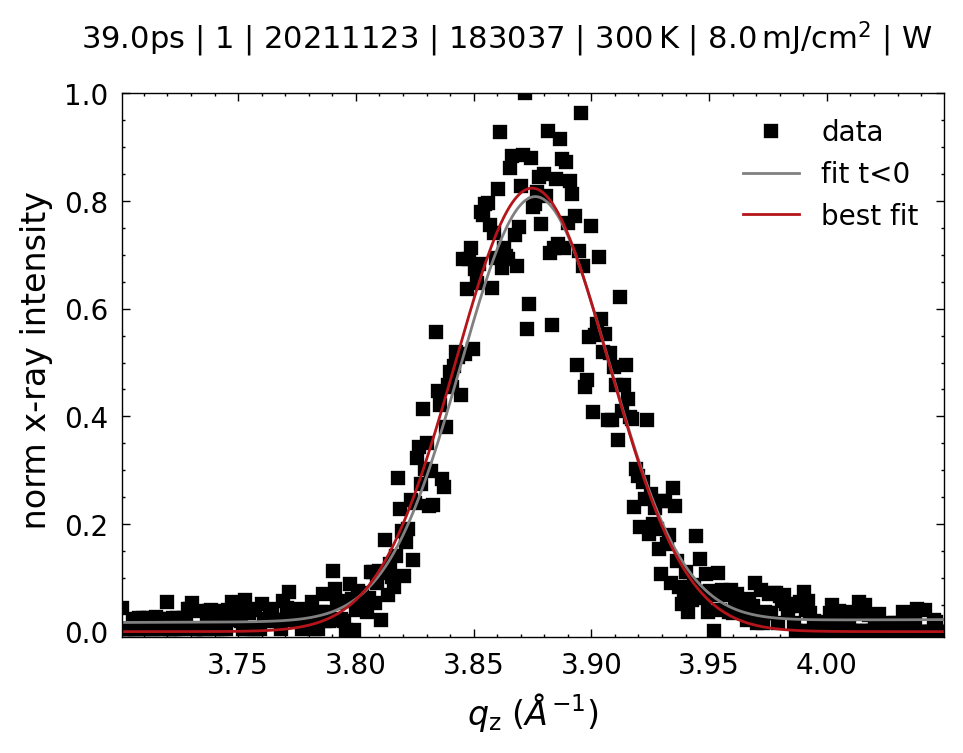 39.0ps | 1 | 20211123 | 183037 | 300 K | 8.0 mJ/cm² | W
1.0
0.8
0.6
0.4
0.2
0.0
norm x-ray intensity
data
fit t<0
best fit
3.75 3.80 3.85 3.90 3.95 4.00
q_z (Å⁻¹)